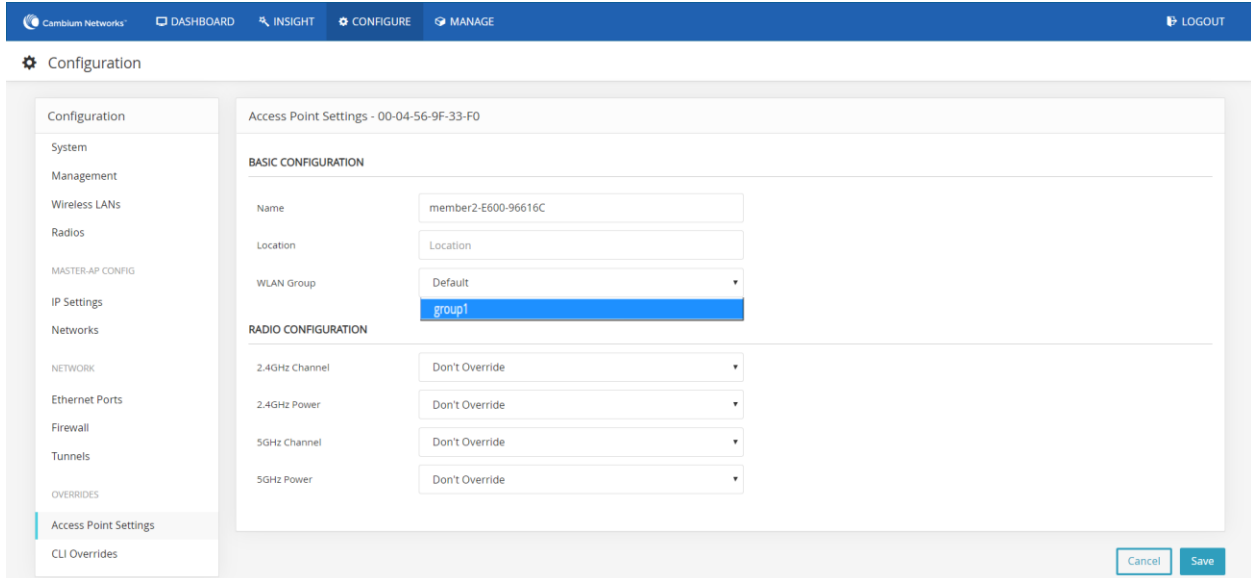 Cambium Networks™ DASHBOARD INSIGHT CONFIGURE MANAGE LOGOUT
Configuration
Configuration
System
Management
Wireless LANs
Radios
MASTER-AP CONFIG
IP Settings
Networks
NETWORK
Ethernet Ports
Firewall
Tunnels
OVERRIDES
Access Point Settings
CLI Overrides
Access Point Settings - 00-04-56-9F-33-F0
BASIC CONFIGURATION
Name member2-E600-96616C
Location Location
WLAN Group Default
group1
RADIO CONFIGURATION
2.4GHz Channel Don't Override
2.4GHz Power Don't Override
5GHz Channel Don't Override
5GHz Power Don't Override
Cancel Save